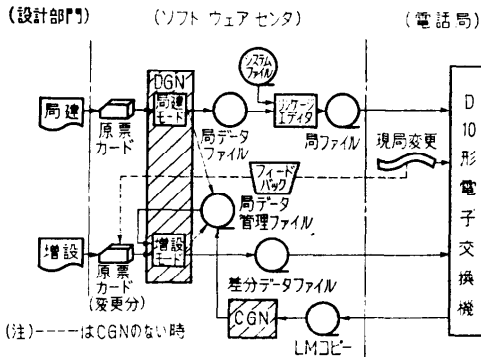 (設計部門)
(ソフトウェアセンタ)
(電話局)
システム
ファイル
DGN
局建
原票
カード
局建
モード
局データ
ファイル
リンケージ
エディタ
局ファイル
現局変更
フィード
バック
局データ
管理ファイル
D10形電子交換機
増設
原票
カード
(変更分)
増設
モード
差分データファイル
CGN
LMコピー
(注)----はCGNのない時